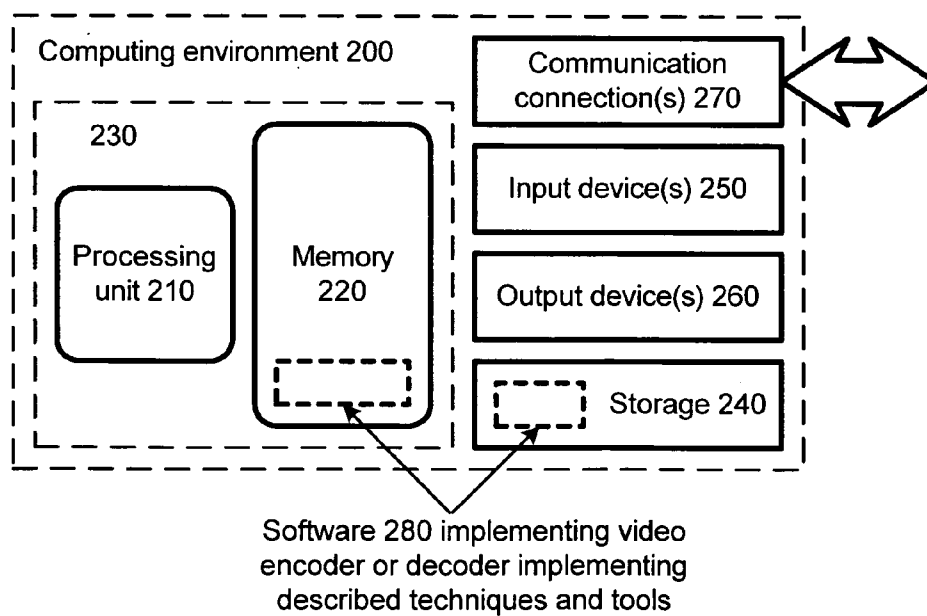 Computing environment 200
Communication
connection(s) 270
230
Processing
unit 210
Memory
220
Input device(s) 250
Output device(s) 260
Storage 240
Software 280 implementing video
encoder or decoder implementing
described techniques and tools